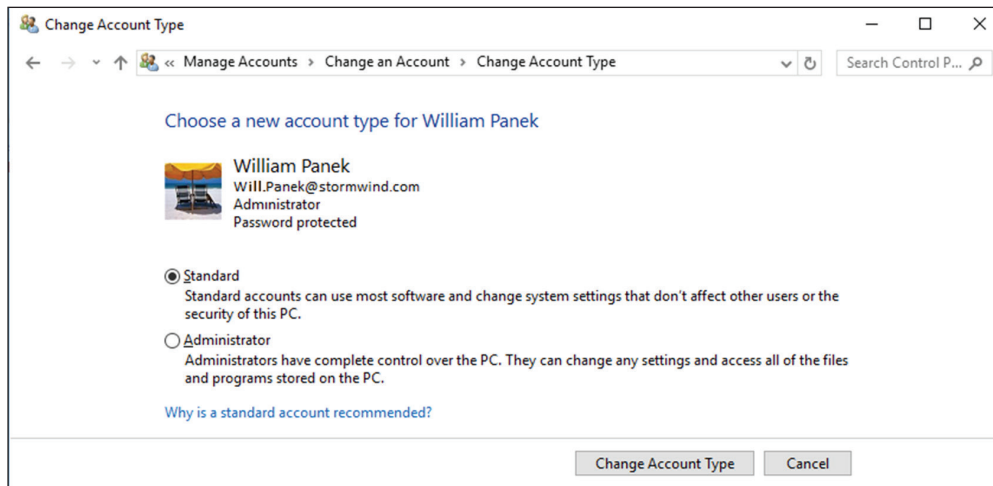 Change Account Type
« Manage Accounts > Change an Account > Change Account Type
Search Control P...
Choose a new account type for William Panek
William Panek
Will.Panek@stormwind.com
Administrator
Password protected
Standard
Standard accounts can use most software and change system settings that don't affect other users or the
security of this PC.
Administrator
Administrators have complete control over the PC. They can change any settings and access all of the files
and programs stored on the PC.
Why is a standard account recommended?
Change Account Type
Cancel